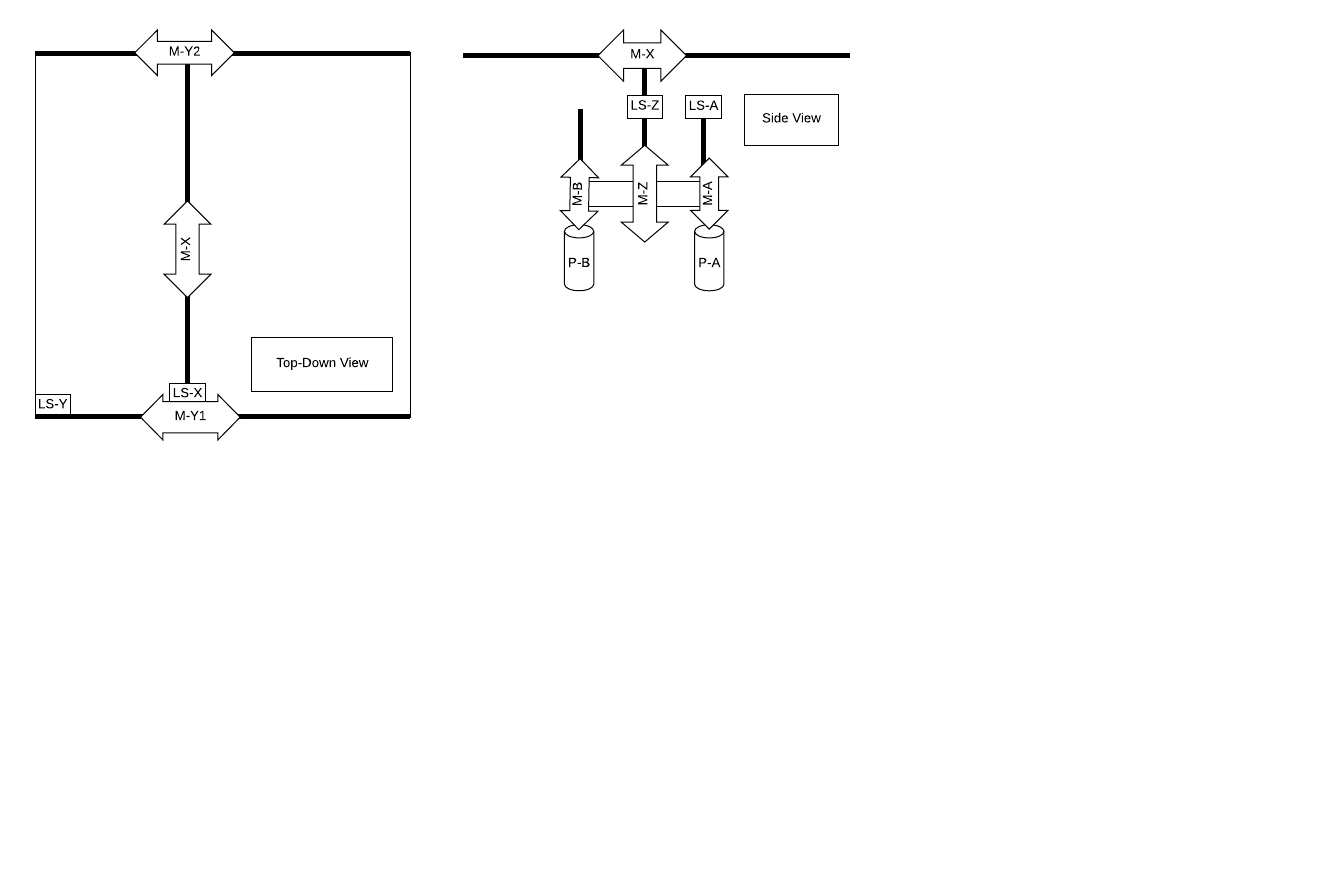 M-Y2
M-X
LS-X
M-Y1
LS-Y
Top-Down View
M-X
LS-Z
LS-A
Side View
M-B
M-Z
M-A
P-B
P-A